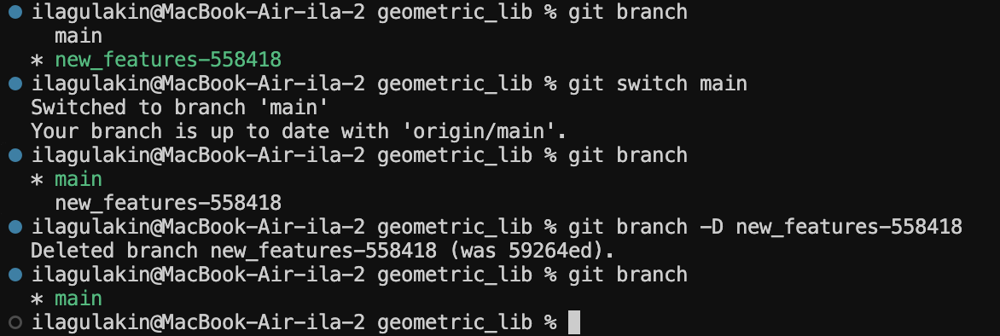 ilagulakin@MacBook-Air-ila-2 geometric_lib % git branch
main
* new_features-558418
ilagulakin@MacBook-Air-ila-2 geometric_lib % git switch main
Switched to branch 'main'
Your branch is up to date with 'origin/main'.
ilagulakin@MacBook-Air-ila-2 geometric_lib % git branch
* main
new_features-558418
ilagulakin@MacBook-Air-ila-2 geometric_lib % git branch -D new_features-558418
Deleted branch new_features-558418 (was 59264ed).
ilagulakin@MacBook-Air-ila-2 geometric_lib % git branch
* main
ilagulakin@MacBook-Air-ila-2 geometric_lib %